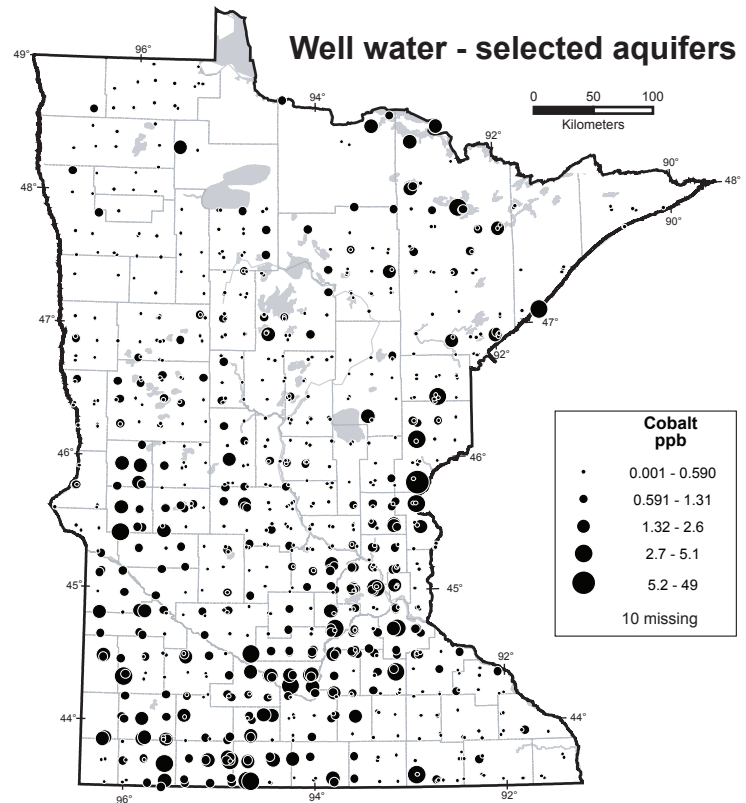 Well water - selected aquifers
0 50 100
Kilometers
49°
96°
94°
92°
90°
48°
48°
90°
47°
47°
92°
46°
46°
45°
45°
92°
44°
44°
96°
94°
92°
Cobalt
ppb
0.001 - 0.590
0.591 - 1.31
1.32 - 2.6
2.7 - 5.1
5.2 - 49
10 missing